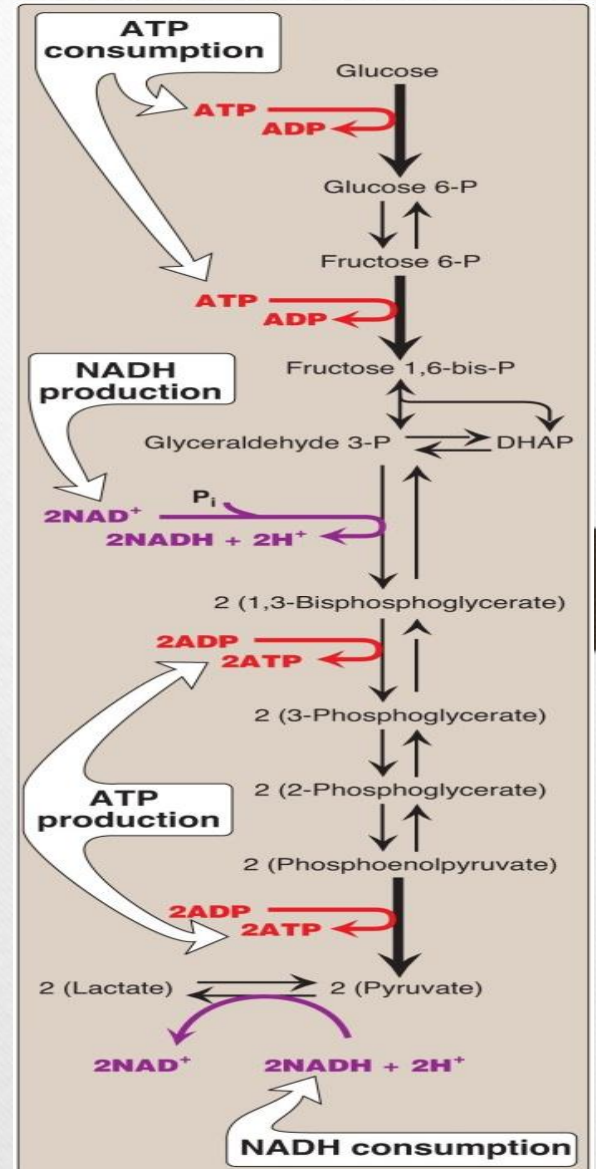 ATP
consumption
Glucose
ATP
ADP
Glucose 6-P
Fructose 6-P
ATP
ADP
NADH
production
Fructose 1,6-bis-P
Glyceraldehyde 3-P
DHAP
Pi
2NAD+
2NADH + 2H+
2 (1,3-Bisphosphoglycerate)
2ADP
2ATP
2 (3-Phosphoglycerate)
2 (2-Phosphoglycerate)
ATP
production
2 (Phosphoenolpyruvate)
2ADP
2ATP
2 (Lactate)
2 (Pyruvate)
2NAD+
2NADH + 2H+
NADH consumption